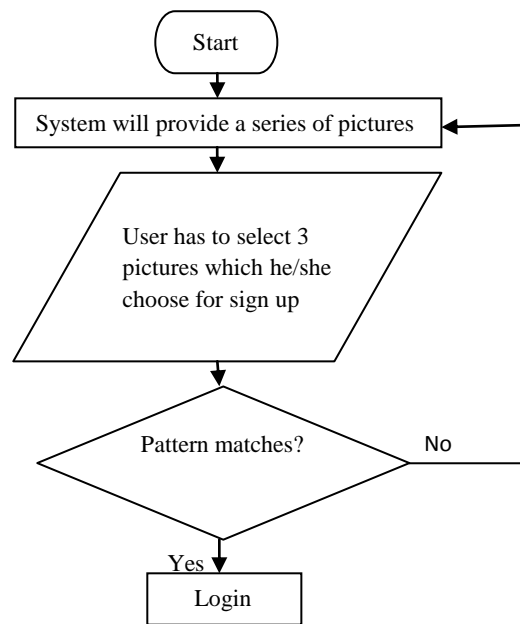 Start
System will provide a series of pictures
User has to select 3
pictures which he/she
choose for sign up
Pattern matches?
No
Yes
Login